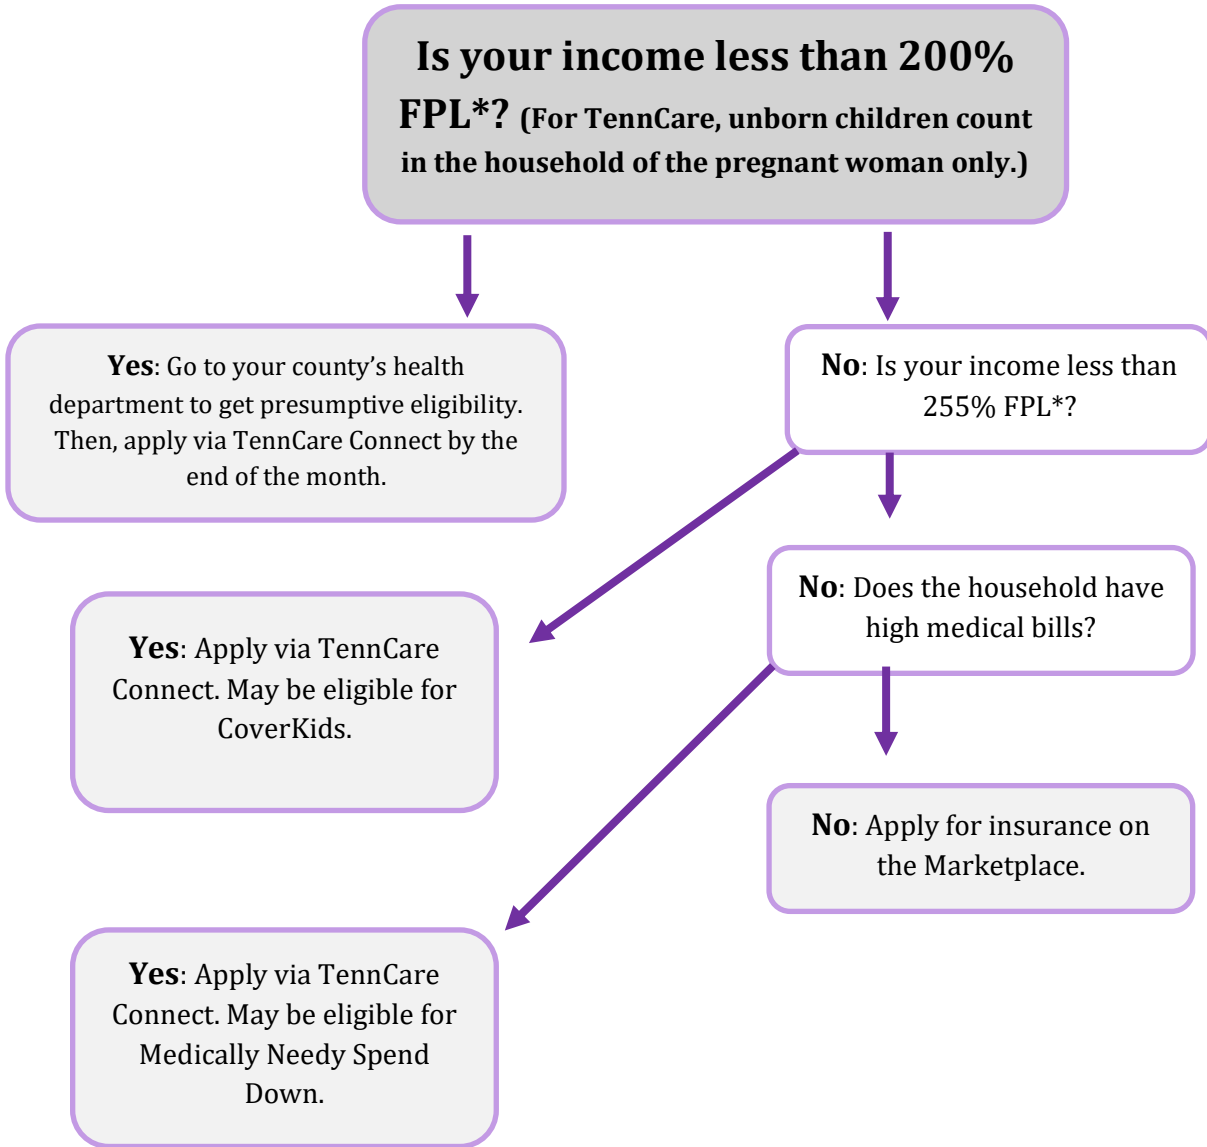 Is your income less than 200%
FPL*? (For TennCare, unborn children count
in the household of the pregnant woman only.)
Yes: Go to your county’s health
department to get presumptive eligibility.
Then, apply via TennCare Connect by the
end of the month.
No: Is your income less than
255% FPL*?
Yes: Apply via TennCare
Connect. May be eligible for
CoverKids.
No: Does the household have
high medical bills?
Yes: Apply via TennCare
Connect. May be eligible for
Medically Needy Spend
Down.
No: Apply for insurance on
the Marketplace.